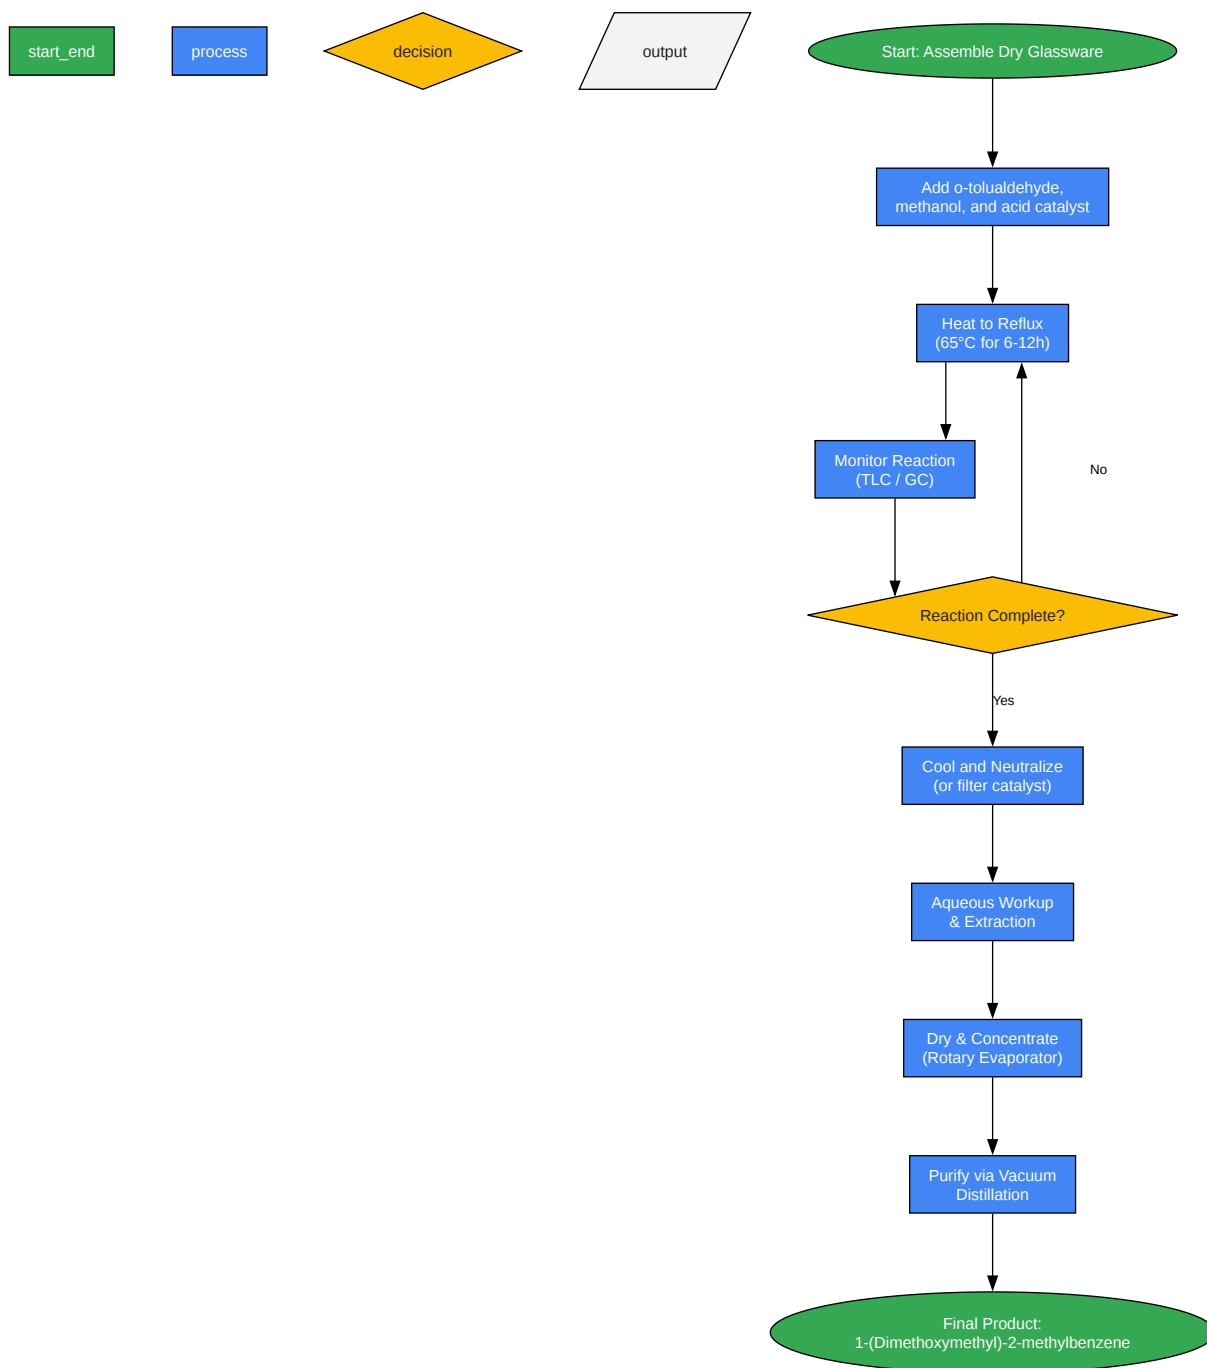 start_end
process
decision
output
Start: Assemble Dry Glassware
Add o-tolualdehyde,
methanol, and acid catalyst
Heat to Reflux
(65°C for 6-12h)
Monitor Reaction
(TLC / GC)
No
Reaction Complete?
Yes
Cool and Neutralize
(or filter catalyst)
Aqueous Workup
& Extraction
Dry & Concentrate
(Rotary Evaporator)
Purify via Vacuum
Distillation
Final Product:
1-(Dimethoxymethyl)-2-methylbenzene